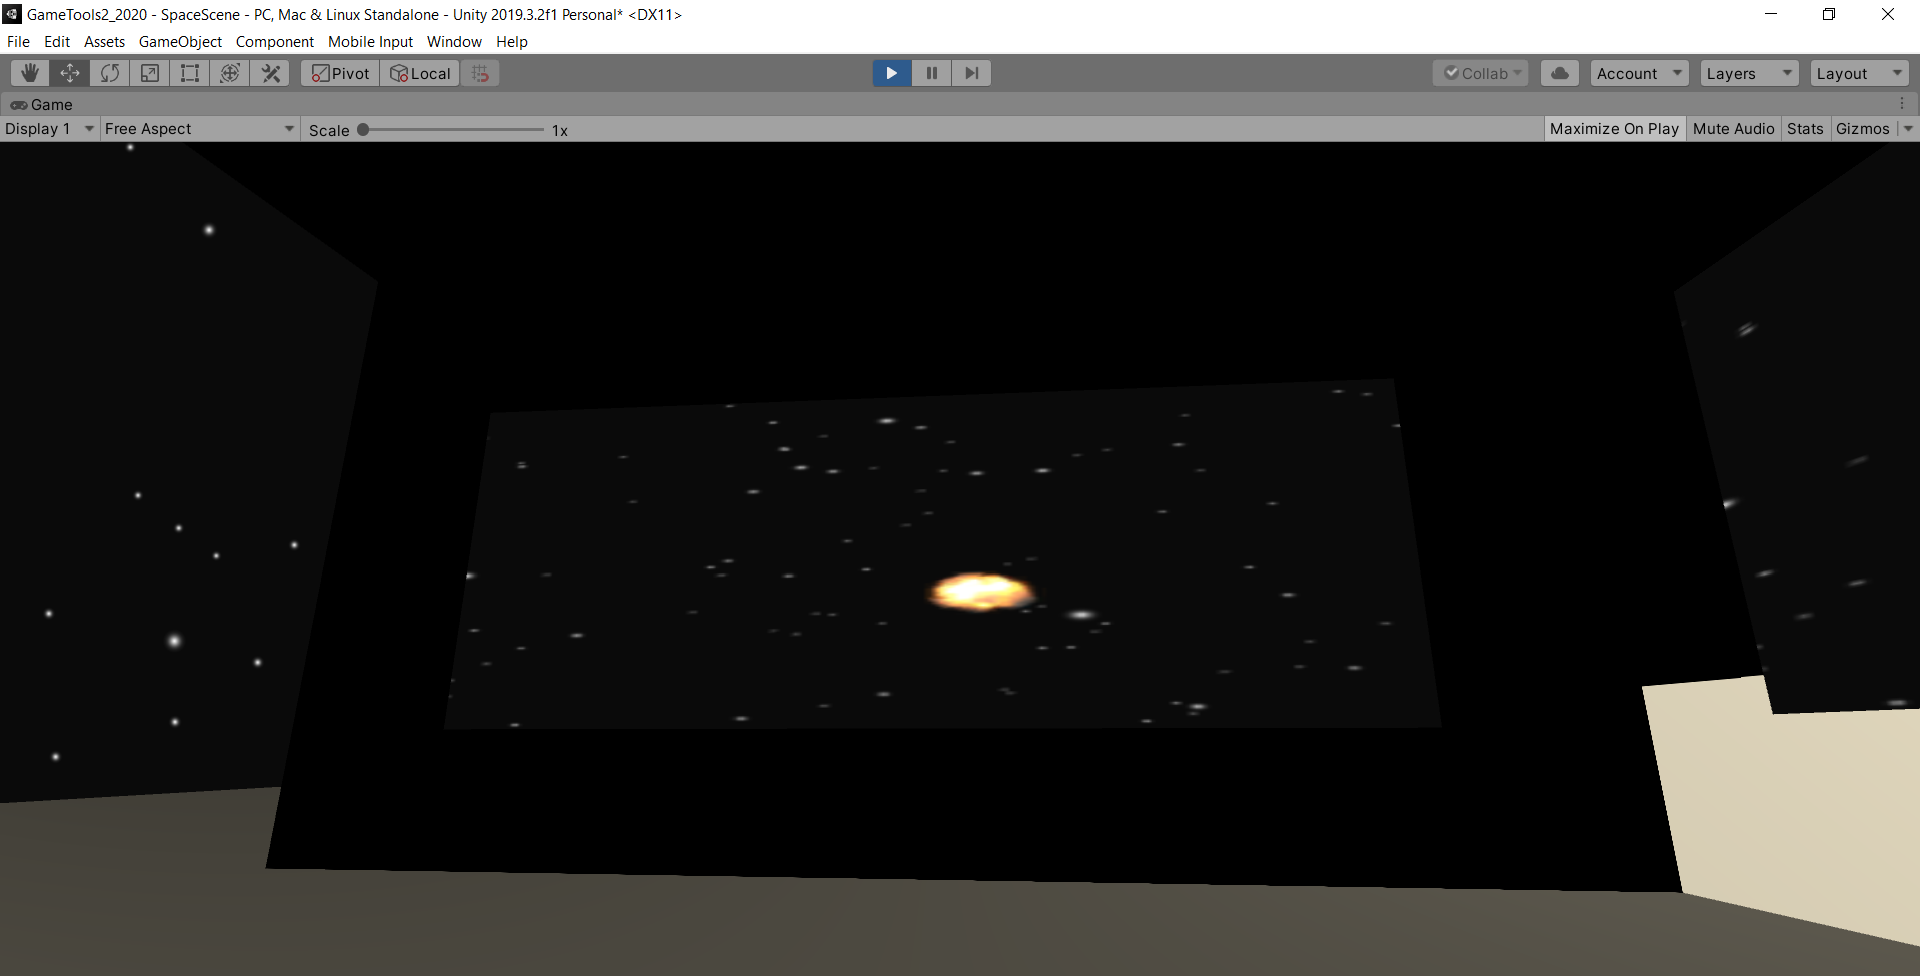 GameTools2_2020 - SpaceScene - PC, Mac & Linux Standalone - Unity 2019.3.2f1 Personal* <DX11>
File Edit Assets GameObject Component Mobile Input Window Help
Pivot Local Collab Account Layers Layout
Game
Display 1 Free Aspect Scale 1x Maximize On Play Mute Audio Stats Gizmos